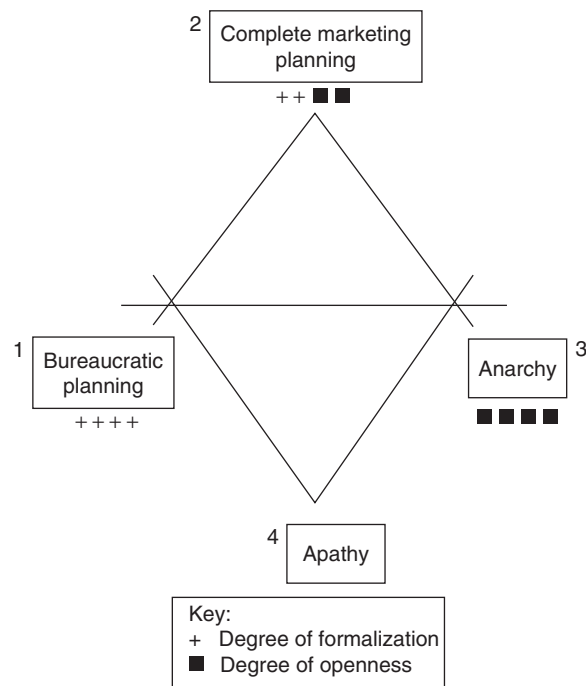 2
Complete marketing
planning
+ + ■ ■
1
Bureaucratic
planning
+ + + +
3
Anarchy
■ ■ ■ ■
4
Apathy
Key:
+ Degree of formalization
■ Degree of openness